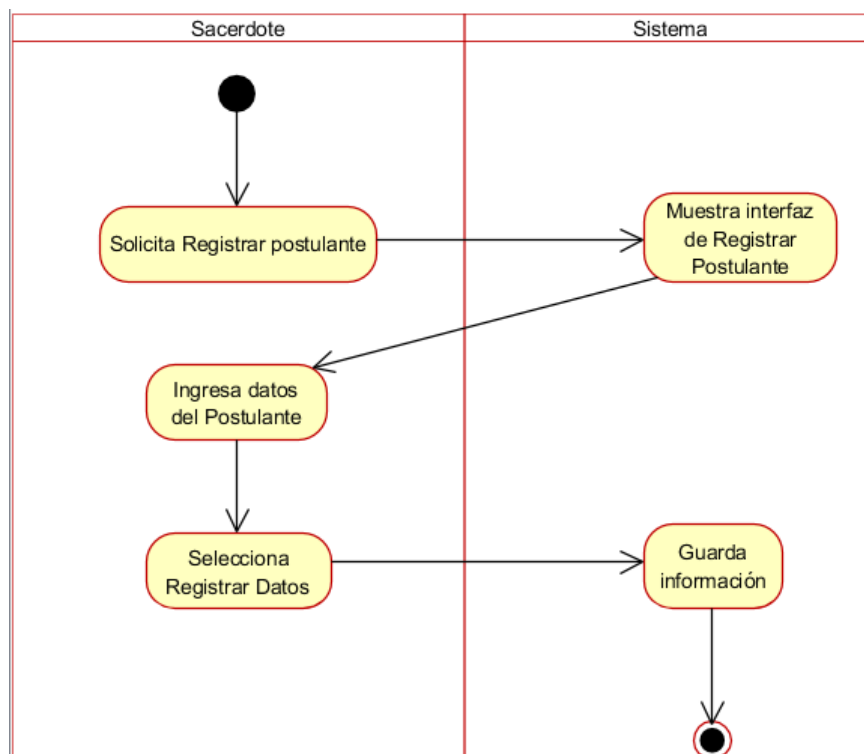 Sacerdote
Sistema
Solicita Registrar postulante
Muestra interfaz
de Registrar
Postulante
Ingresa datos
del Postulante
Selecciona
Registrar Datos
Guarda
información